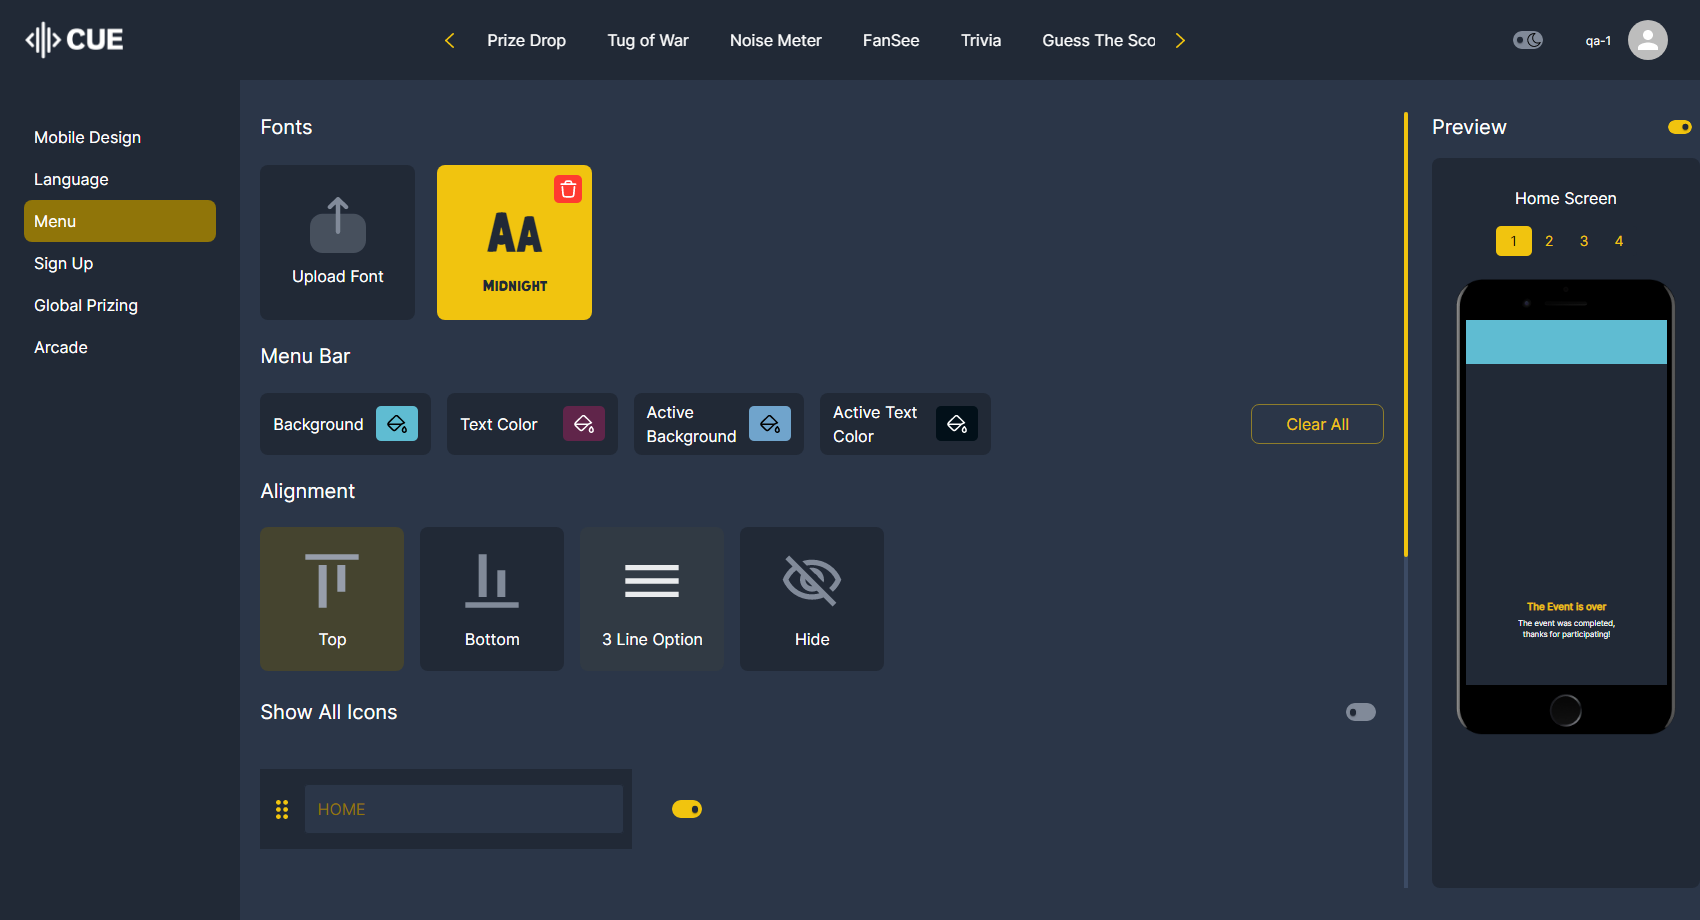 CUE
Prize Drop
Tug of War
Noise Meter
FanSee
Trivia
Guess The Sco
qa-1
Mobile Design
Language
Menu
Sign Up
Global Prizing
Arcade
Fonts
Upload Font
AA
MIDNIGHT
Menu Bar
Background
Text Color
Active
Background
Active Text
Color
Clear All
Alignment
Top
Bottom
3 Line Option
Hide
Show All Icons
HOME
Preview
Home Screen
1 2 3 4
The Event is over
The event was completed,
thanks for participating!